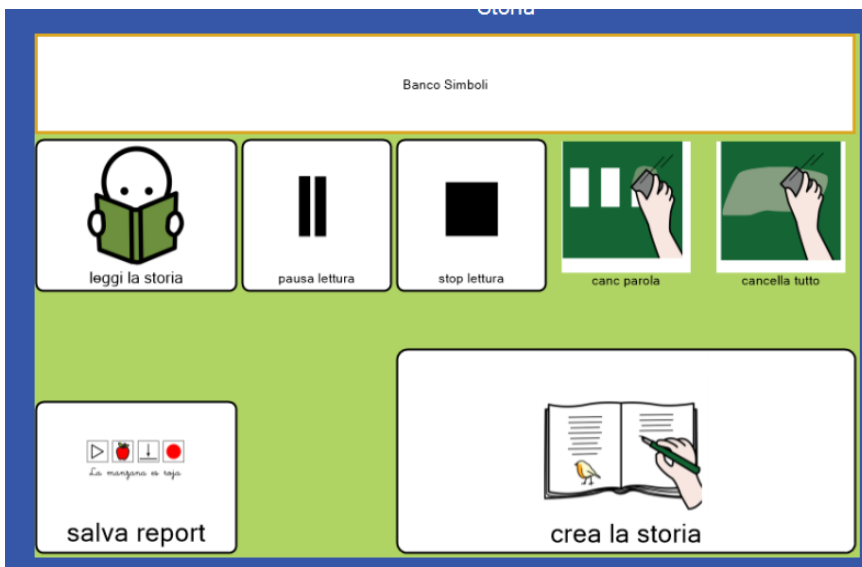 Storia
Banco Simboli
leggi la storia
pausa lettura
stop lettura
canc parola
cancella tutto
La manzana es roja
salva report
crea la storia